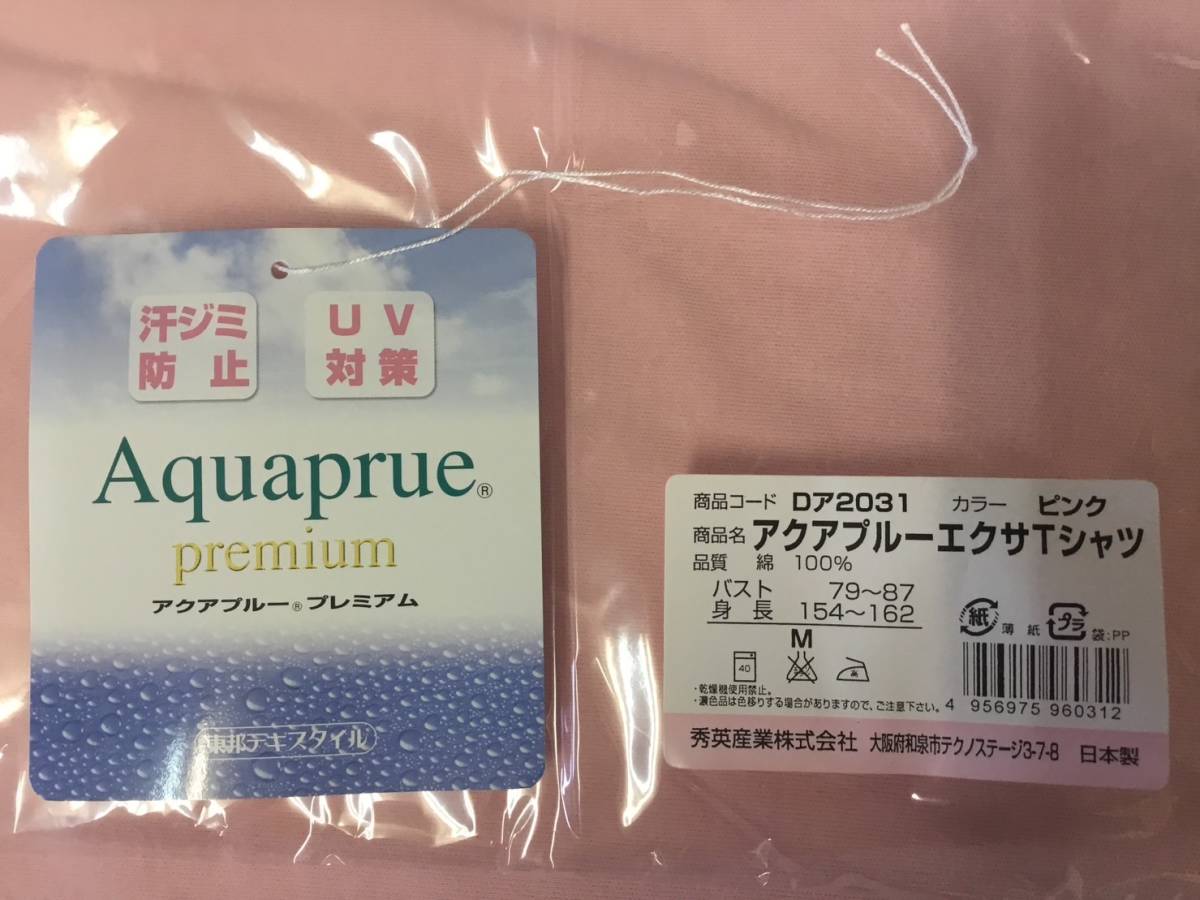 汗ジミ
防止
UV
対策
Aquaprue®
premium
アクアプルー®プレミアム
東邦テキスタイル
商品コード Dア2031 カラー ピンク
商品名 アクアプルーエクサTシャツ
品質 綿 100%
バスト 79～87
身長 154～162
M
紙 薄紙 プラ 袋:PP
40
・乾燥機使用禁止。
・濃色品は色移りする場合がありますので、ご注意下さい。
4 956975 960312
秀英産業株式会社 大阪府和泉市テクノステージ3-7-8 日本製